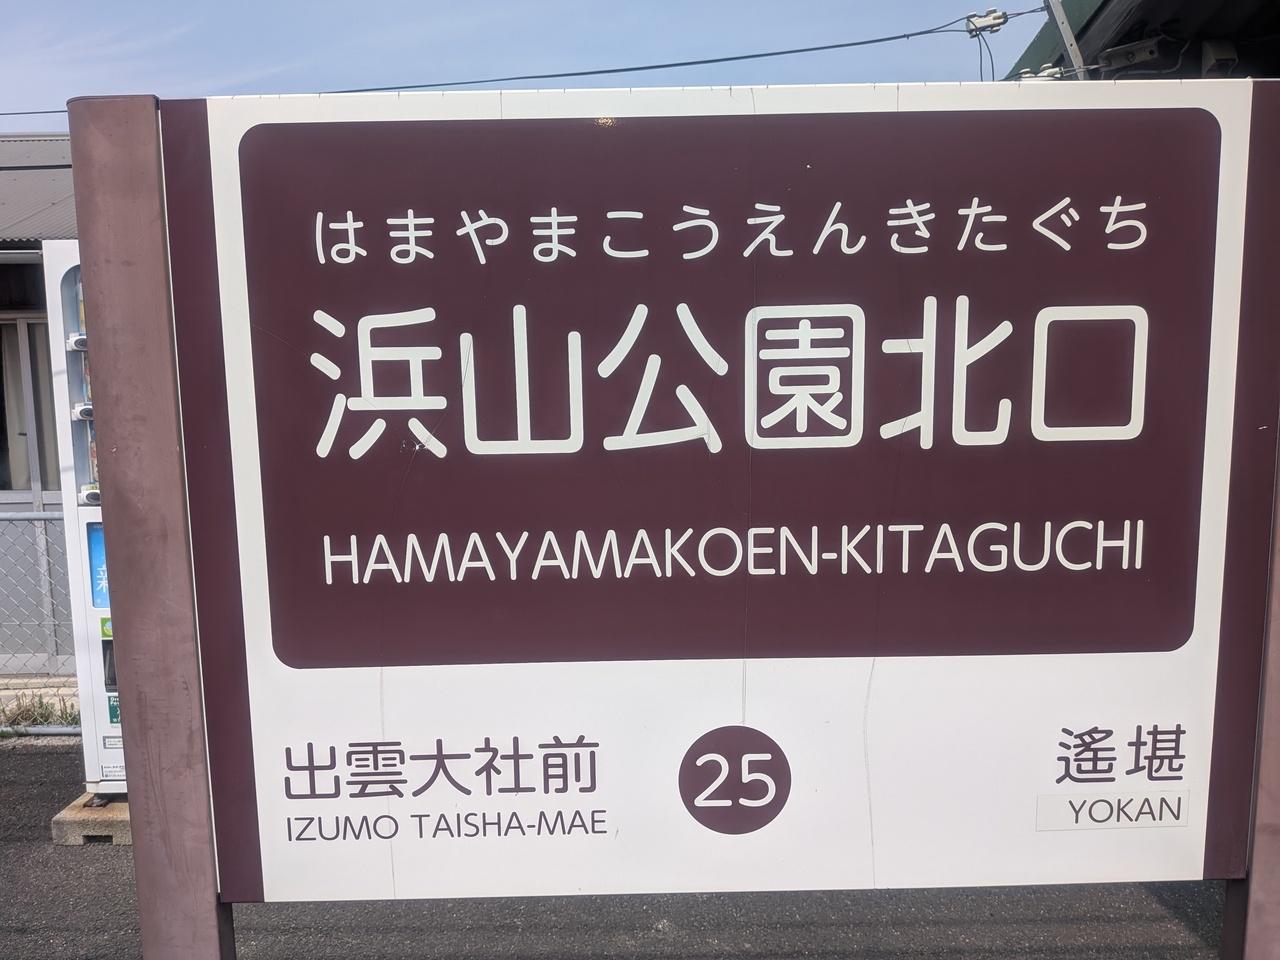 はまやまこうえんきたぐち
浜山公園北口
HAMAYAMAKOEN-KITAGUCHI
出雲大社前
IZUMO TAISHA-MAE
25
遙堪
YOKAN